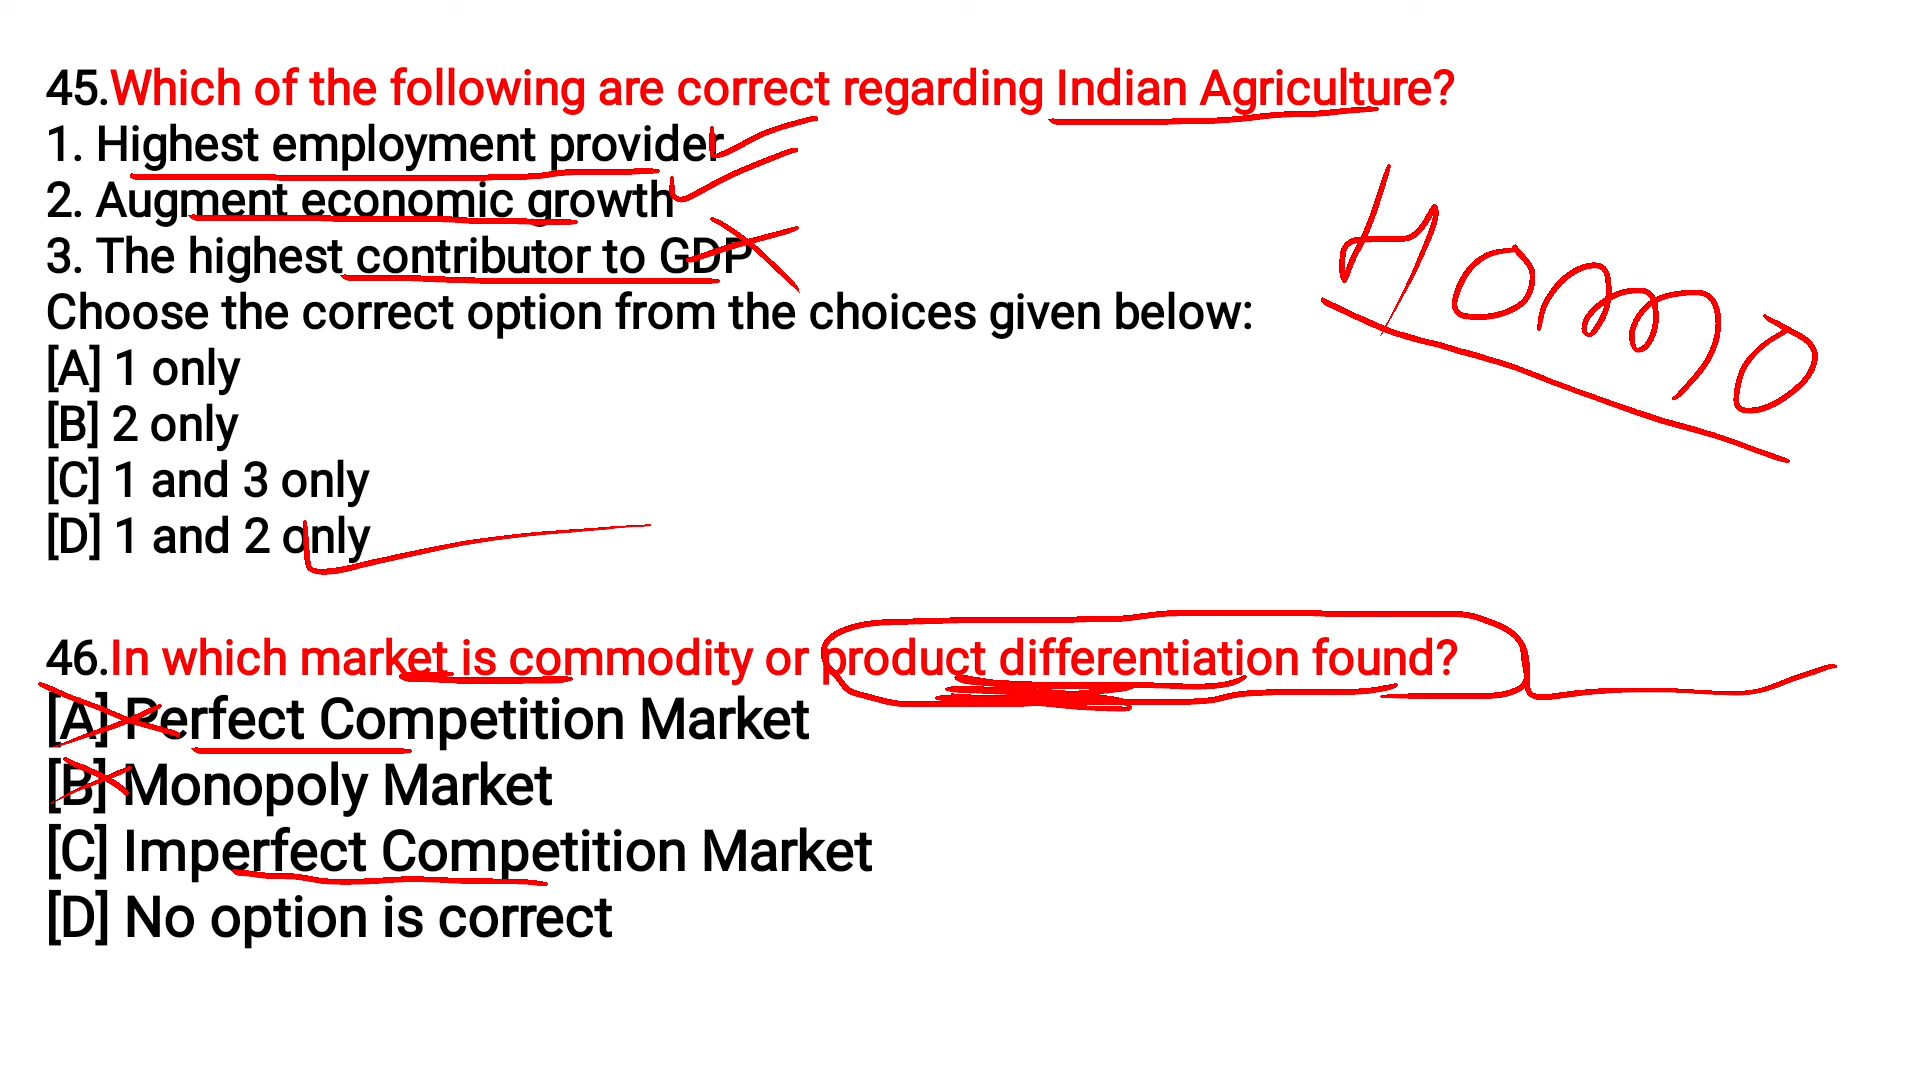 45.Which of the following are correct regarding Indian Agriculture?
1. Highest employment provider
2. Augment economic growth
3. The highest contributor to GDP
Choose the correct option from the choices given below:
[A] 1 only
[B] 2 only
[C] 1 and 3 only
[D] 1 and 2 only
Homo
46.In which market is commodity or product differentiation found?
[A] Perfect Competition Market
[B] Monopoly Market
[C] Imperfect Competition Market
[D] No option is correct